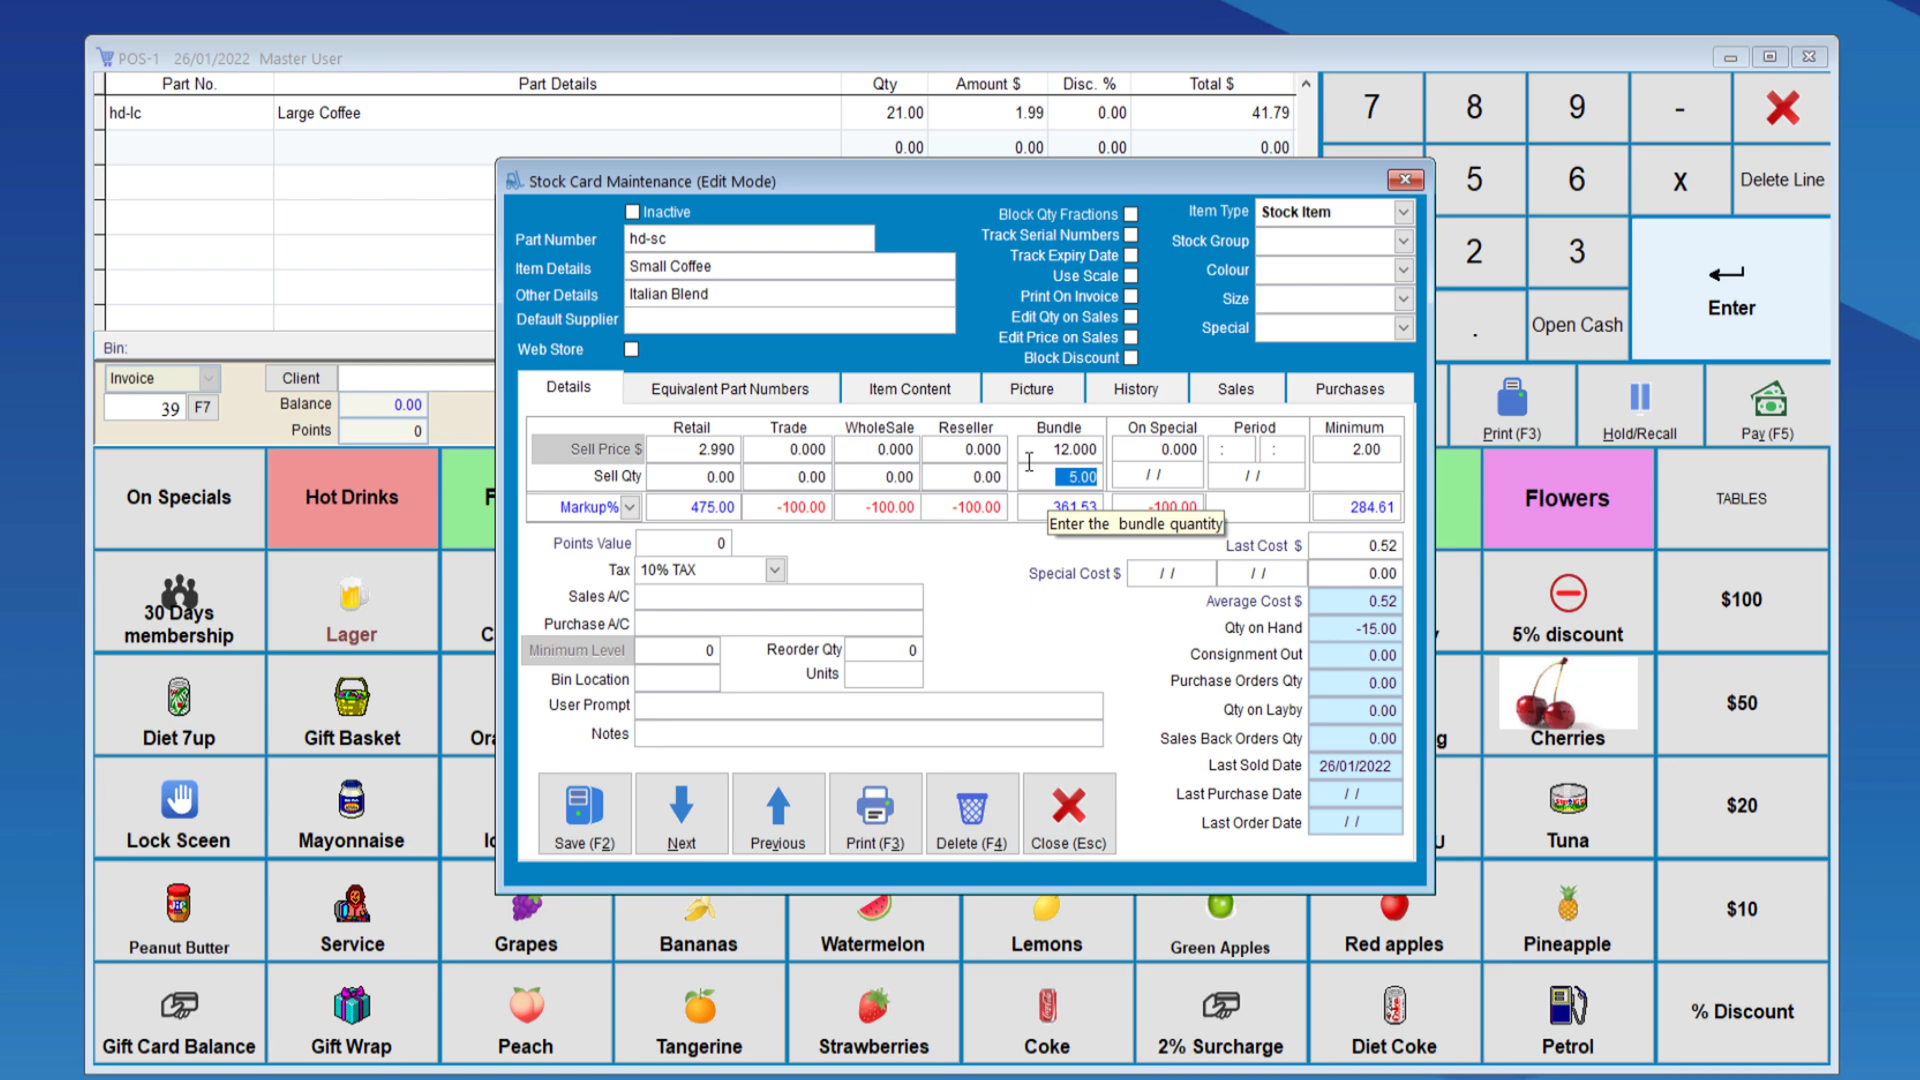 POS-1 26/01/2022 Master User
Part No. Part Details Qty Amount $ Disc. % Total $
hd-lc Large Coffee 21.00 1.99 0.00 41.79
0.00 0.00 0.00 0.00
7 8 9 -
5 6 X Delete Line
2 3 Enter
. Open Cash
Bin:
Invoice Client
39 F7 Balance 0.00
Points 0
Print (F3) Hold/Recall Pay (F5)
Stock Card Maintenance (Edit Mode)
Inactive
Part Number hd-sc
Item Details Small Coffee
Other Details Italian Blend
Default Supplier
Web Store
Block Qty Fractions
Track Serial Numbers
Track Expiry Date
Use Scale
Print On Invoice
Edit Qty on Sales
Edit Price on Sales
Block Discount
Item Type Stock Item
Stock Group
Colour
Size
Special
Details Equivalent Part Numbers Item Content Picture History Sales Purchases
Retail Trade WholeSale Reseller Bundle On Special Period Minimum
Sell Price $ 2.990 0.000 0.000 0.000 12.000 0.000 : : 2.00
Sell Qty 0.00 0.00 0.00 0.00 5.00 / / / /
Markup% 475.00 -100.00 -100.00 -100.00 361.53 -100.00 284.61
Enter the bundle quantity
Points Value 0
Tax 10% TAX
Sales A/C
Purchase A/C
Minimum Level 0 Reorder Qty 0
Bin Location Units
User Prompt
Notes
Last Cost $ 0.52
Special Cost $ / / / / 0.00
Average Cost $ 0.52
Qty on Hand -15.00
Consignment Out 0.00
Purchase Orders Qty 0.00
Qty on Layby 0.00
Sales Back Orders Qty 0.00
Last Sold Date 26/01/2022
Last Purchase Date / /
Last Order Date / /
Save (F2) Next Previous Print (F3) Delete (F4) Close (Esc)
On Specials Hot Drinks F Flowers TABLES
30 Days membership Lager C 5% discount $100
Diet 7up Gift Basket Ora g Cherries $50
Lock Sceen Mayonnaise Tuna $20
Peanut Butter Service Grapes Bananas Watermelon Lemons Green Apples Red apples Pineapple $10
Gift Card Balance Gift Wrap Peach Tangerine Strawberries Coke 2% Surcharge Diet Coke Petrol % Discount